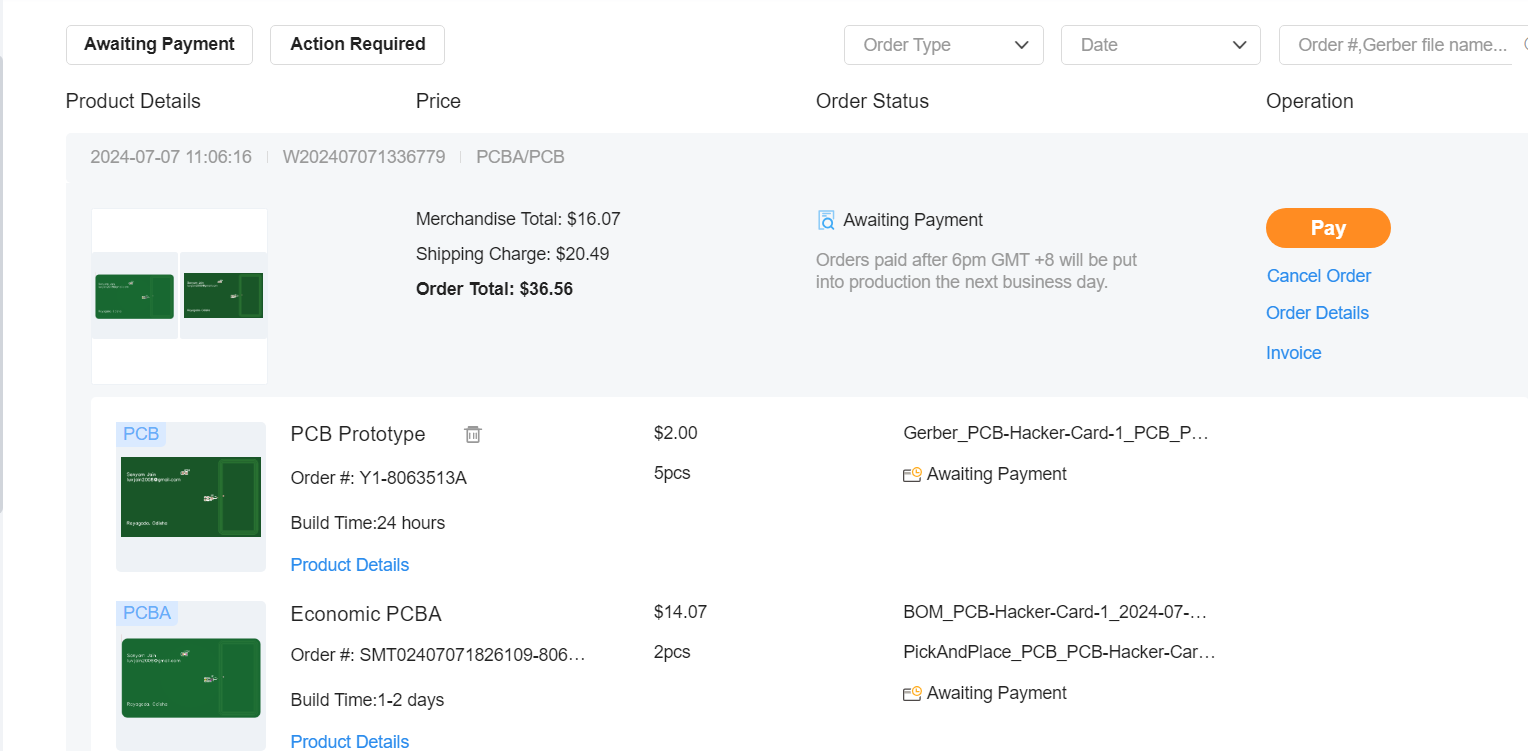 Awaiting Payment
Action Required
Order Type
Date
Order #,Gerber file name...
Product Details
Price
Order Status
Operation
2024-07-07 11:06:16
W202407071336779
PCBA/PCB
Merchandise Total: $16.07
Shipping Charge: $20.49
Order Total: $36.56
Awaiting Payment
Orders paid after 6pm GMT +8 will be put
into production the next business day.
Pay
Cancel Order
Order Details
Invoice
PCB
PCB Prototype
Order #: Y1-8063513A
Build Time:24 hours
Product Details
$2.00
5pcs
Gerber_PCB-Hacker-Card-1_PCB_P…
Awaiting Payment
PCBA
Economic PCBA
Order #: SMT02407071826109-806…
Build Time:1-2 days
Product Details
$14.07
2pcs
BOM_PCB-Hacker-Card-1_2024-07-…
PickAndPlace_PCB_PCB-Hacker-Car…
Awaiting Payment